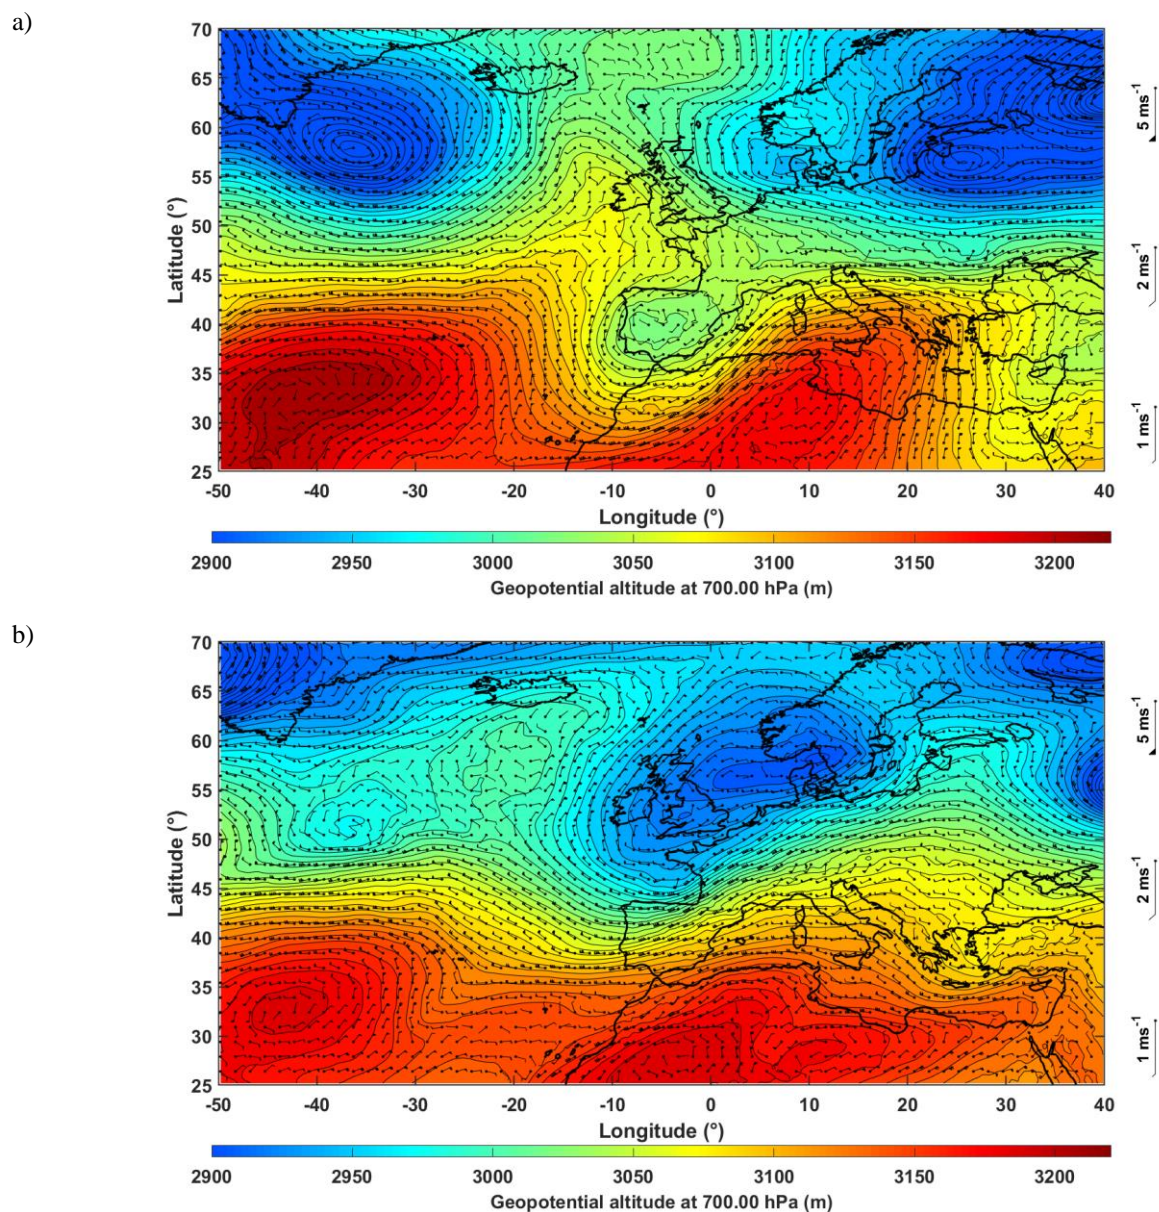 a)
70
65
60
55
50
45
40
35
30
25
Latitude (°)
-50 -40 -30 -20 -10 0 10 20 30 40
Longitude (°)
5 ms-1
2 ms-1
1 ms-1
2900 2950 3000 3050 3100 3150 3200
Geopotential altitude at 700.00 hPa (m)
b)
70
65
60
55
50
45
40
35
30
25
Latitude (°)
-50 -40 -30 -20 -10 0 10 20 30 40
Longitude (°)
5 ms-1
2 ms-1
1 ms-1
2900 2950 3000 3050 3100 3150 3200
Geopotential altitude at 700.00 hPa (m)